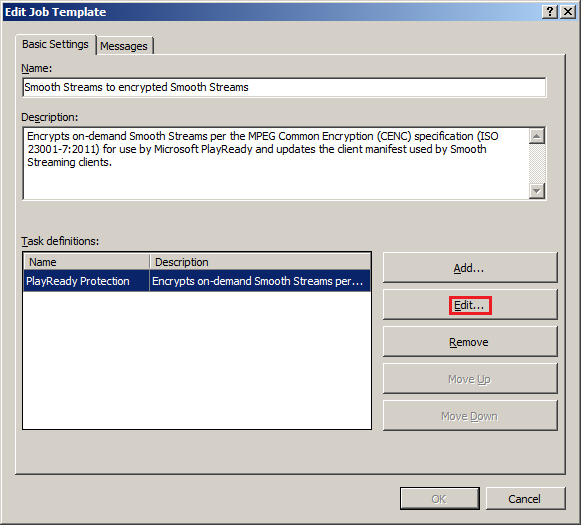 Edit Job Template
Basic Settings Messages
Name:
Smooth Streams to encrypted Smooth Streams
Description:
Encrypts on-demand Smooth Streams per the MPEG Common Encryption (CENC) specification (ISO
23001-7:2011) for use by Microsoft PlayReady and updates the client manifest used by Smooth
Streaming clients.
Task definitions:
Name Description
PlayReady Protection Encrypts on-demand Smooth Streams per...
Add...
Edit...
Remove
Move Up
Move Down
OK Cancel